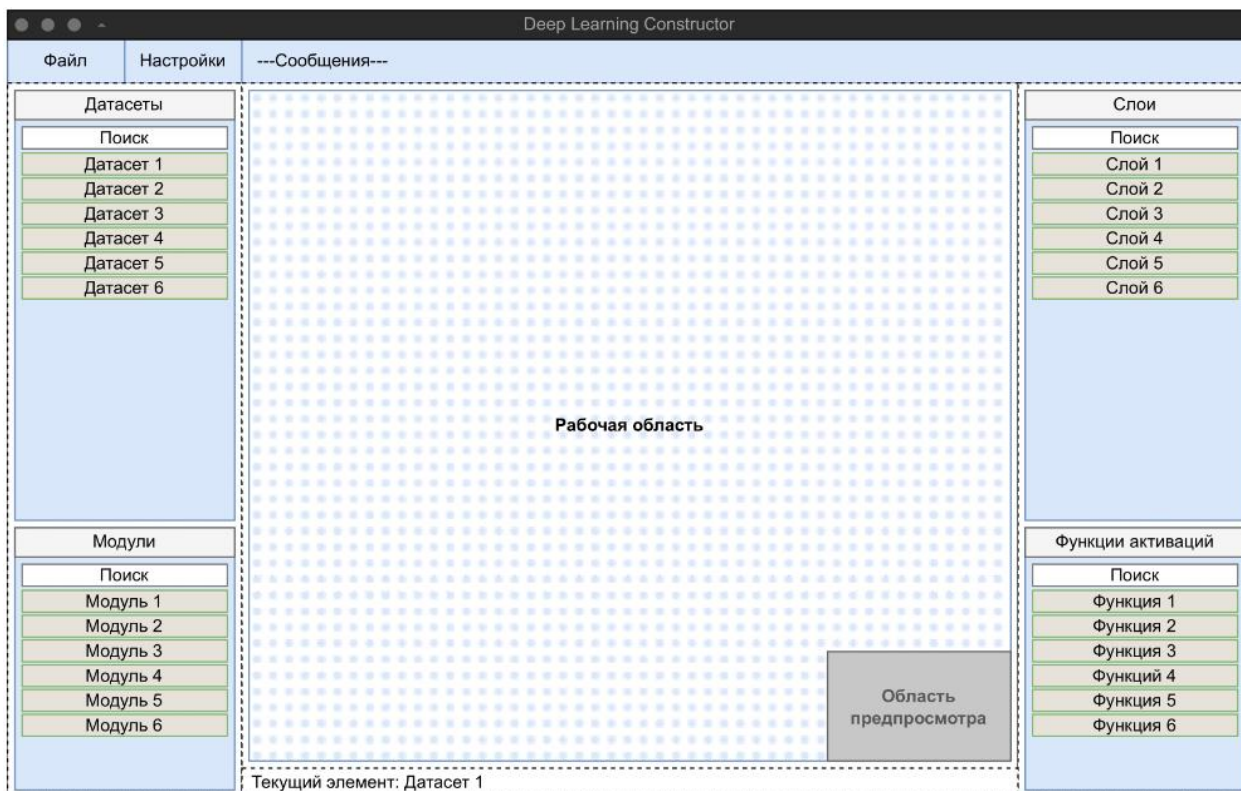 Deep Learning Constructor
Файл
Настройки
---Сообщения---
Датасеты
Поиск
Датасет 1
Датасет 2
Датасет 3
Датасет 4
Датасет 5
Датасет 6
Модули
Поиск
Модуль 1
Модуль 2
Модуль 3
Модуль 4
Модуль 5
Модуль 6
Рабочая область
Область
предпросмотра
Текущий элемент: Датасет 1
Слои
Поиск
Слой 1
Слой 2
Слой 3
Слой 4
Слой 5
Слой 6
Функции активаций
Поиск
Функция 1
Функция 2
Функция 3
Функций 4
Функция 5
Функция 6